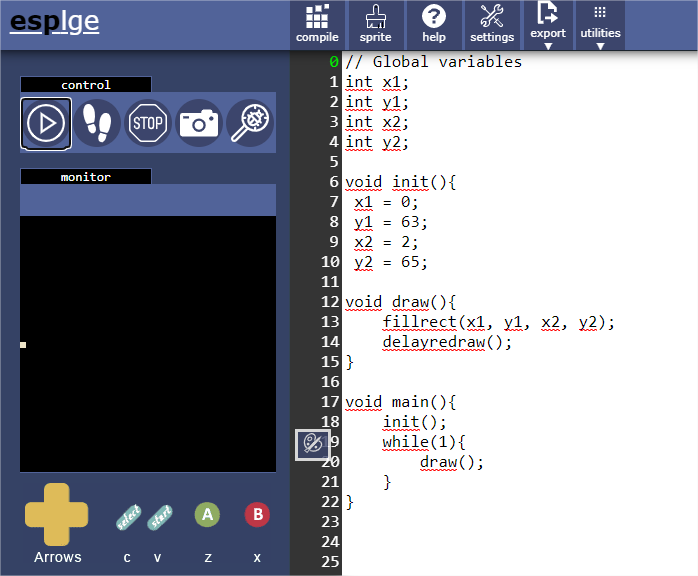 esplge
compile sprite help settings export utilities
control
STOP
monitor
0 // Global variables
1 int x1;
2 int y1;
3 int x2;
4 int y2;
5
6 void init(){
7 x1 = 0;
8 y1 = 63;
9 x2 = 2;
10 y2 = 65;
11
12 void draw(){
13 fillrect(x1, y1, x2, y2);
14 delayredraw();
15 }
16
17 void main(){
18 init();
19 while(1){
20 draw();
21 }
22 }
23
24
25
select start A B
Arrows c v z x